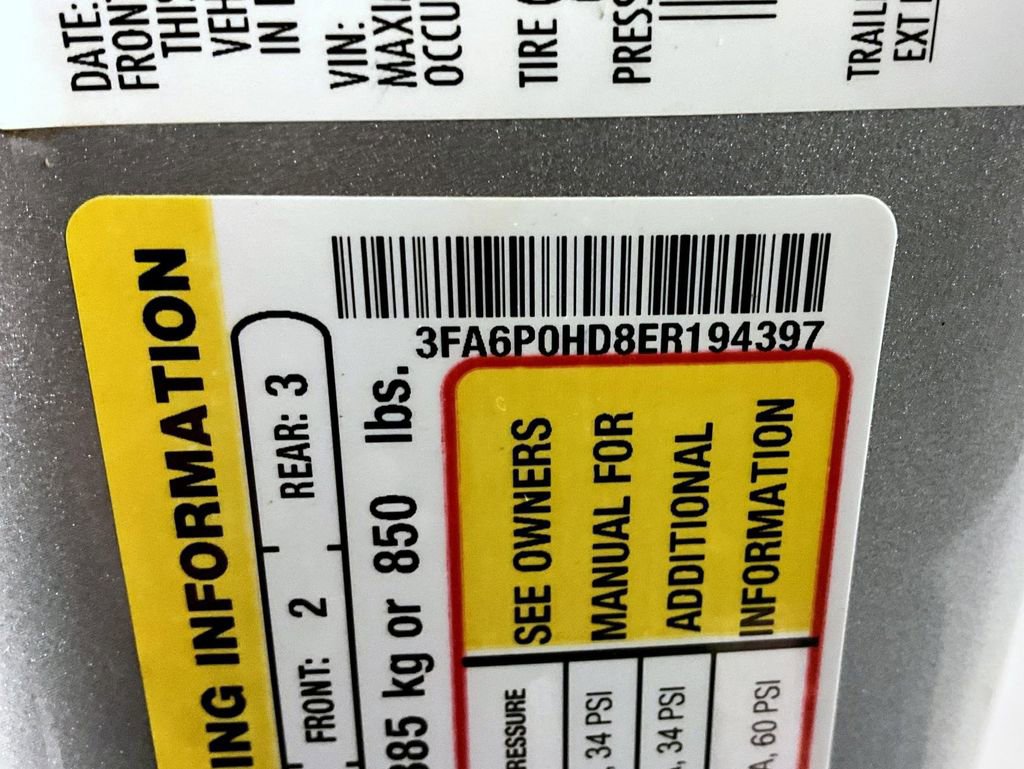 DATE:
FRONT
THIS
VEH
IN
VIN:
MAXI
OCCU
TIRE
PRESS
TRAIL
EXT
3FA6P0HD8ER194397
ING INFORMATION
FRONT: 2 REAR: 3
385 kg or 850 lbs.
RESSURE SEE OWNERS
, 34 PSI MANUAL FOR
, 34 PSI ADDITIONAL
A, 60 PSI INFORMATION